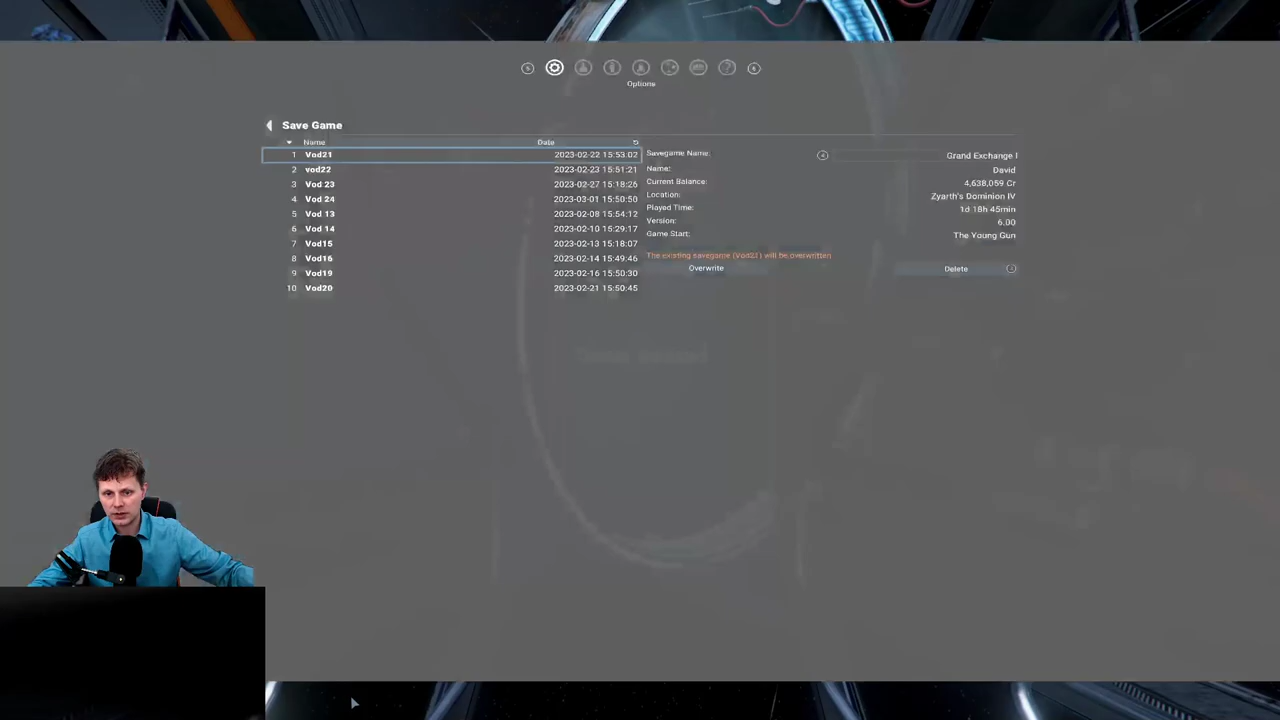 Options
Save Game
Name Date
1 Vod21 2023-02-22 15:53:02
2 vod22 2023-02-23 15:51:21
3 Vod 23 2023-02-27 15:18:26
4 Vod 24 2023-03-01 15:50:50
5 Vod 13 2023-02-08 15:54:12
6 Vod 14 2023-02-10 15:29:17
7 Vod15 2023-02-13 15:18:07
8 Vod16 2023-02-14 15:49:46
9 Vod19 2023-02-16 15:50:30
10 Vod20 2023-02-21 15:50:45
Savegame Name: Grand Exchange I
Name: David
Current Balance: 4,638,059 Cr
Location: Zyarth's Dominion IV
Played Time: 1d 18h 45min
Version: 6.00
Game Start: The Young Gun
The existing savegame (Vod21) will be overwritten
Overwrite Delete